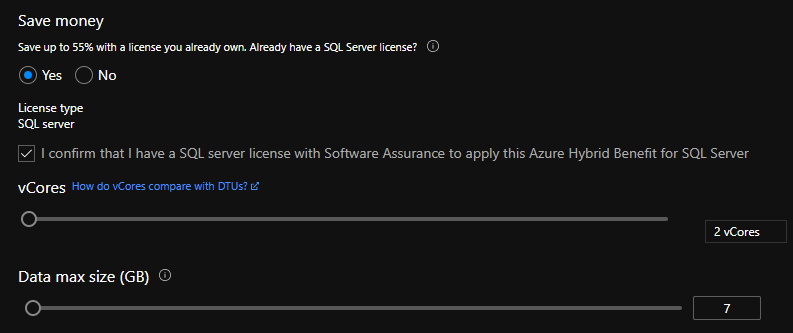 Save money
Save up to 55% with a license you already own. Already have a SQL Server license?
Yes No
License type
SQL server
I confirm that I have a SQL server license with Software Assurance to apply this Azure Hybrid Benefit for SQL Server
vCores How do vCores compare with DTUs?
2 vCores
Data max size (GB)
7